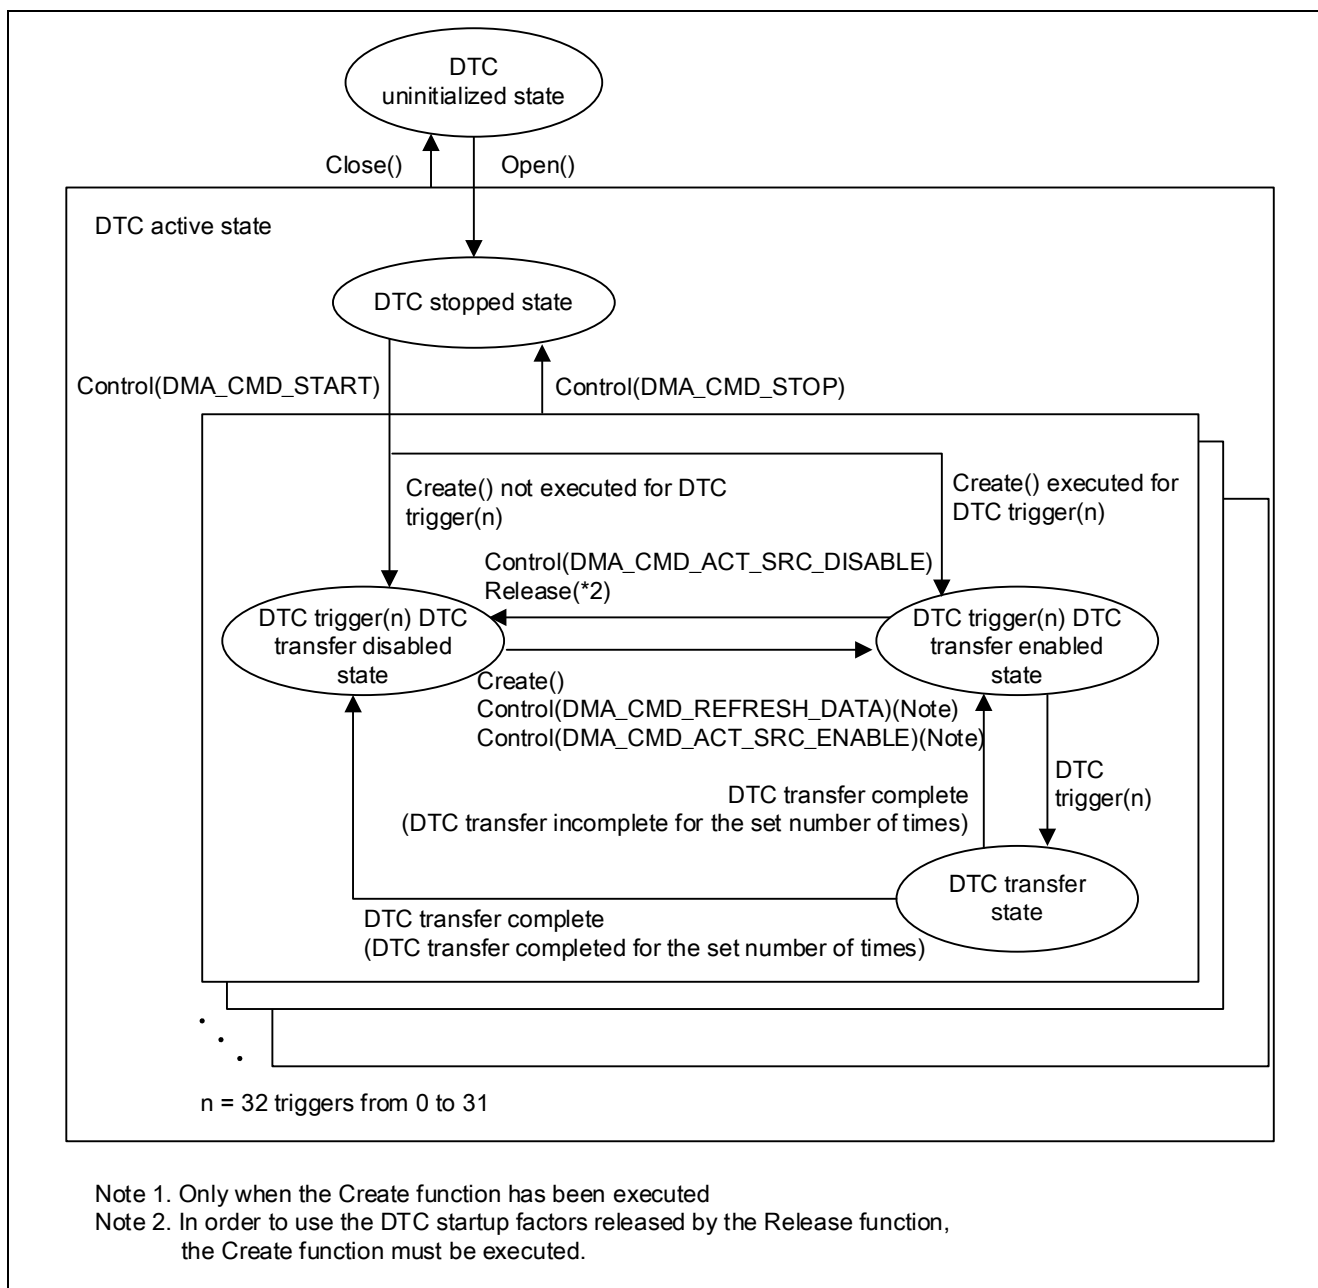 DTC
uninitialized state
Close()
Open()
DTC active state
DTC stopped state
Control(DMA_CMD_START)
Control(DMA_CMD_STOP)
Create() not executed for DTC
trigger(n)
Create() executed for
DTC trigger(n)
Control(DMA_CMD_ACT_SRC_DISABLE)
Release(*2)
DTC trigger(n) DTC
transfer disabled
state
DTC trigger(n) DTC
transfer enabled
state
Create()
Control(DMA_CMD_REFRESH_DATA)(Note)
Control(DMA_CMD_ACT_SRC_ENABLE)(Note)
DTC
trigger(n)
DTC transfer complete
(DTC transfer incomplete for the set number of times)
DTC transfer
state
DTC transfer complete
(DTC transfer completed for the set number of times)
n = 32 triggers from 0 to 31
Note 1. Only when the Create function has been executed
Note 2. In order to use the DTC startup factors released by the Release function,
the Create function must be executed.